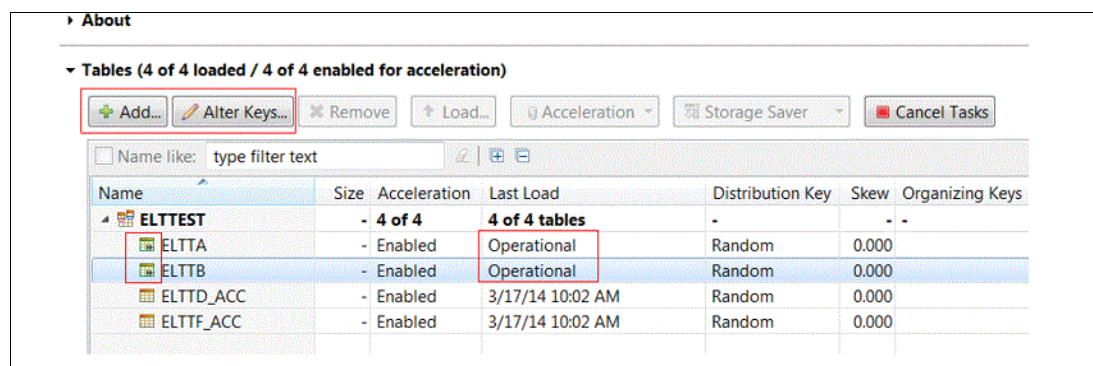 About
Tables (4 of 4 loaded / 4 of 4 enabled for acceleration)
Add... Alter Keys... Remove Load... Acceleration Storage Saver Cancel Tasks
Name like: type filter text
Name Size Acceleration Last Load Distribution Key Skew Organizing Keys
ELTTEST - 4 of 4 4 of 4 tables - - -
ELTTA - Enabled Operational Random 0.000
ELTTB - Enabled Operational Random 0.000
ELTTD_ACC - Enabled 3/17/14 10:02 AM Random 0.000
ELTTF_ACC - Enabled 3/17/14 10:02 AM Random 0.000